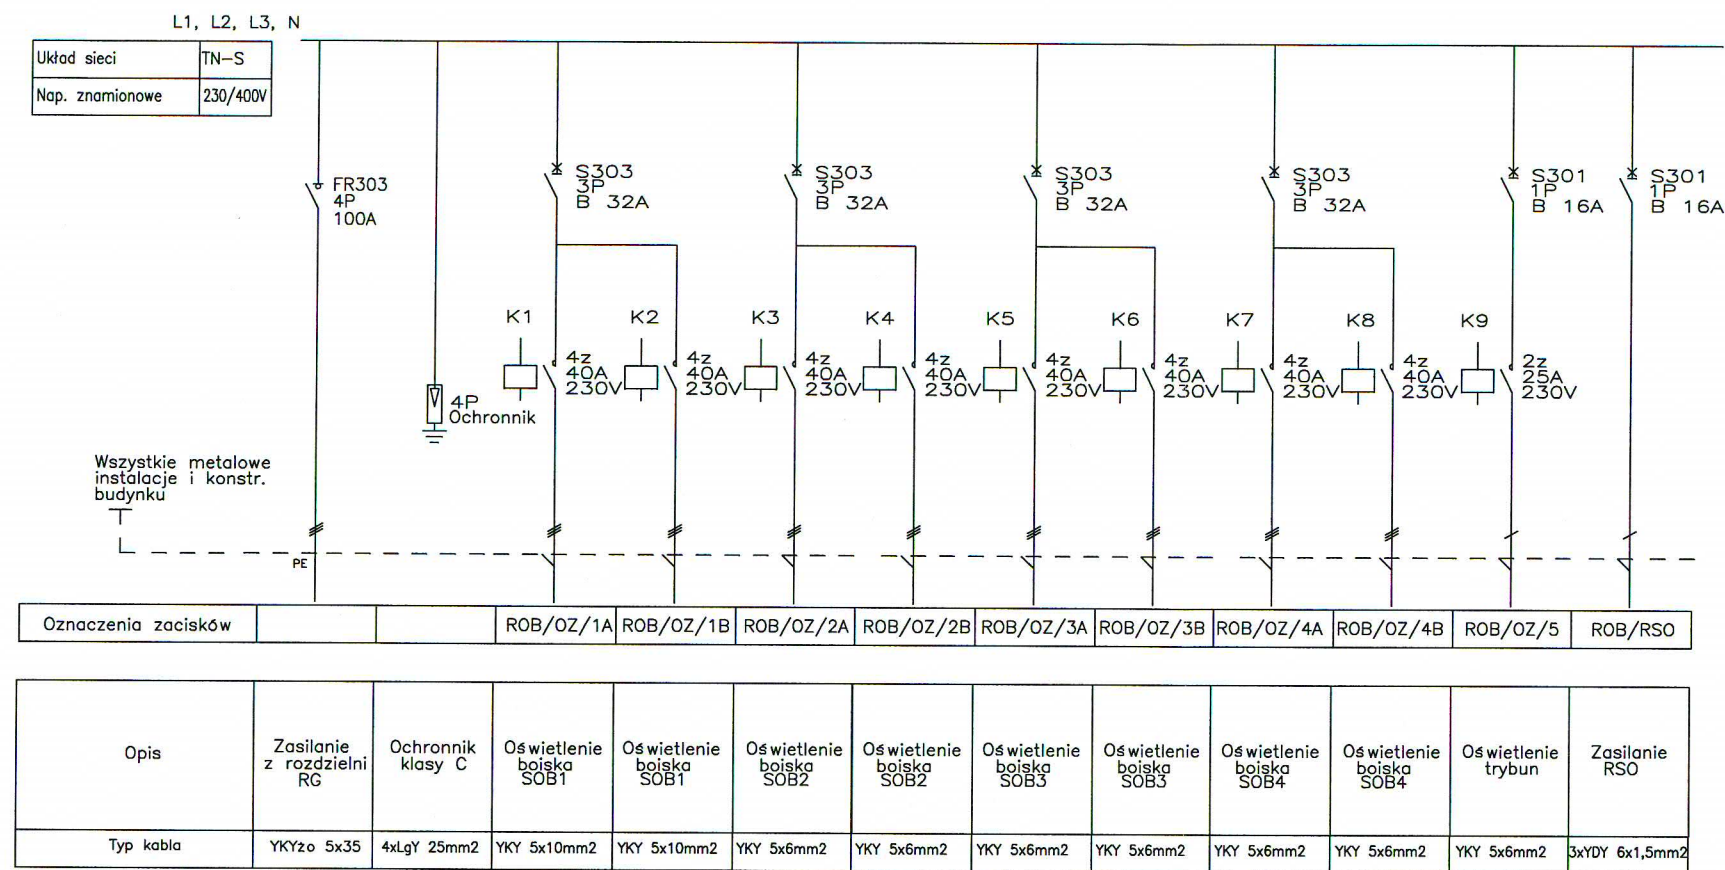 L1, L2, L3, N
Układ sieci TN-S
Nap. znamionowe 230/400V
FR303
4P
100A
4P
Ochronnik
S303
3P
B 32A
S303
3P
B 32A
S303
3P
B 32A
S303
3P
B 32A
S301
1P
B 16A
S301
1P
B 16A
K1
4z
40A
230V
K2
4z
40A
230V
K3
4z
40A
230V
K4
4z
40A
230V
K5
4z
40A
230V
K6
4z
40A
230V
K7
4z
40A
230V
K8
4z
40A
230V
K9
2z
25A
230V
Wszystkie metalowe
instalacje i konstr.
budynku
PE
Oznaczenia zacisków ROB/OZ/1A ROB/OZ/1B ROB/OZ/2A ROB/OZ/2B ROB/OZ/3A ROB/OZ/3B ROB/OZ/4A ROB/OZ/4B ROB/OZ/5 ROB/RSO
Opis
Zasilanie
z rozdzielni
RG
Ochronnik
klasy C
Oświetlenie
boiska
SOB1
Oświetlenie
boiska
SOB1
Oświetlenie
boiska
SOB2
Oświetlenie
boiska
SOB2
Oświetlenie
boiska
SOB3
Oświetlenie
boiska
SOB3
Oświetlenie
boiska
SOB4
Oświetlenie
boiska
SOB4
Oświetlenie
trybun
Zasilanie
RSO
Typ kabla YKYżo 5x35 4xLgY 25mm2 YKY 5x10mm2 YKY 5x10mm2 YKY 5x6mm2 YKY 5x6mm2 YKY 5x6mm2 YKY 5x6mm2 YKY 5x6mm2 YKY 5x6mm2 YKY 5x6mm2 3xYDY 6x1,5mm2